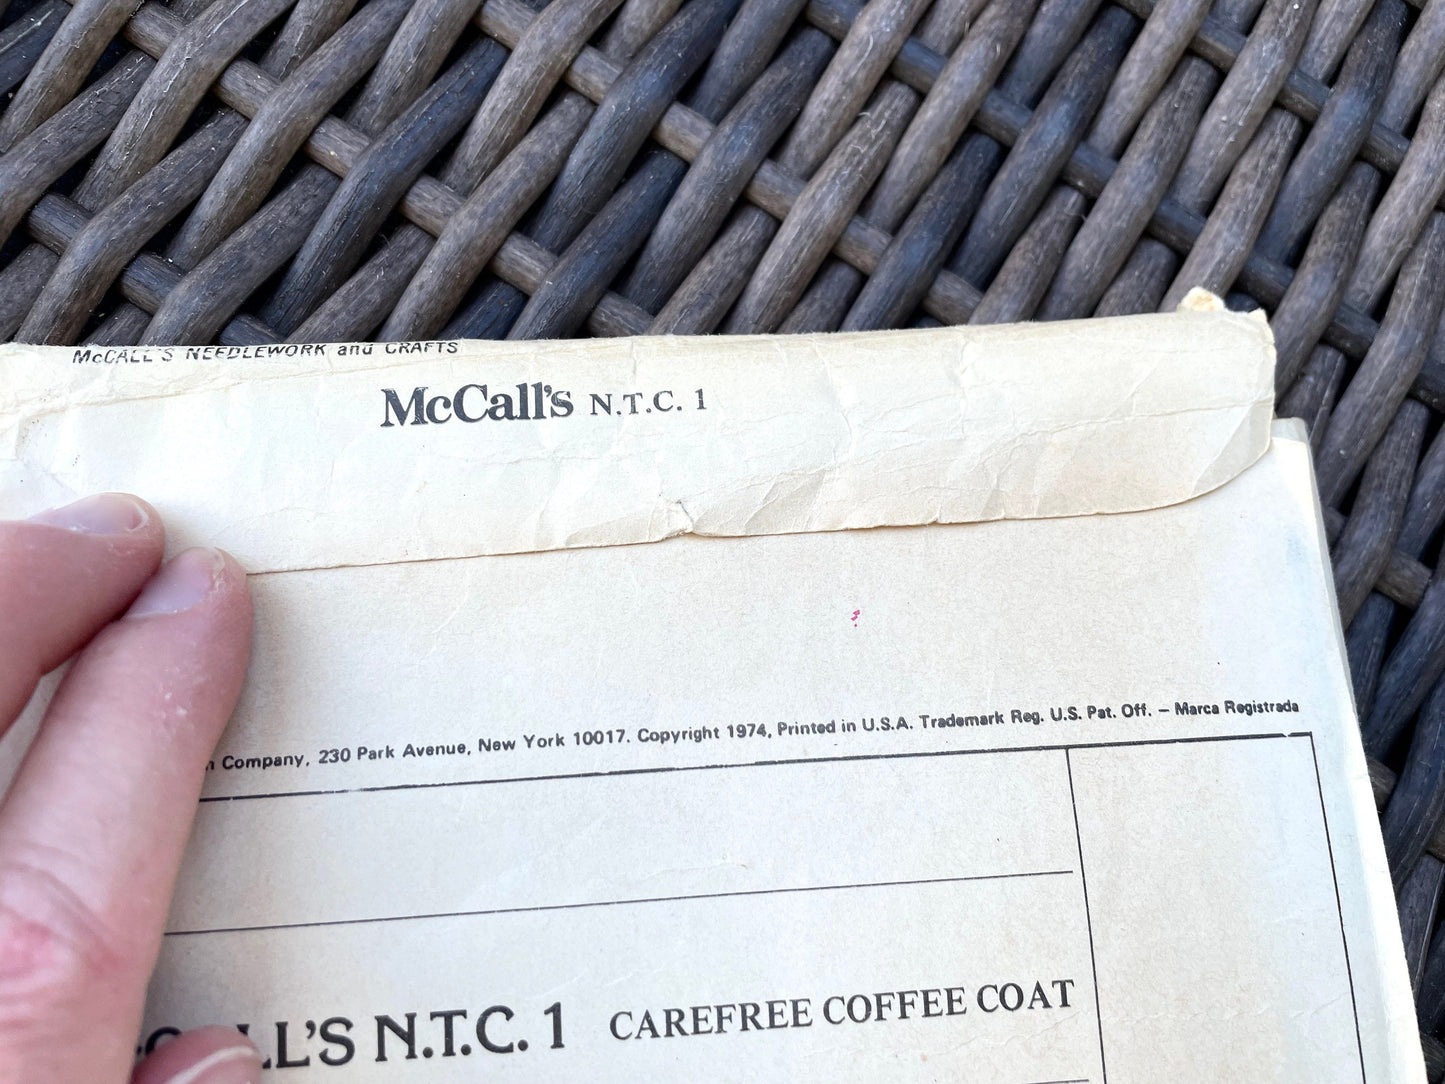 McCALL'S NEEDLEWORK and CRAFTS
McCall's N.T.C. 1
Company, 230 Park Avenue, New York 10017. Copyright 1974, Printed in U.S.A. Trademark Reg. U.S. Pat. Off. — Marca Registrada
LL'S N.T.C. 1 CAREFREE COFFEE COAT